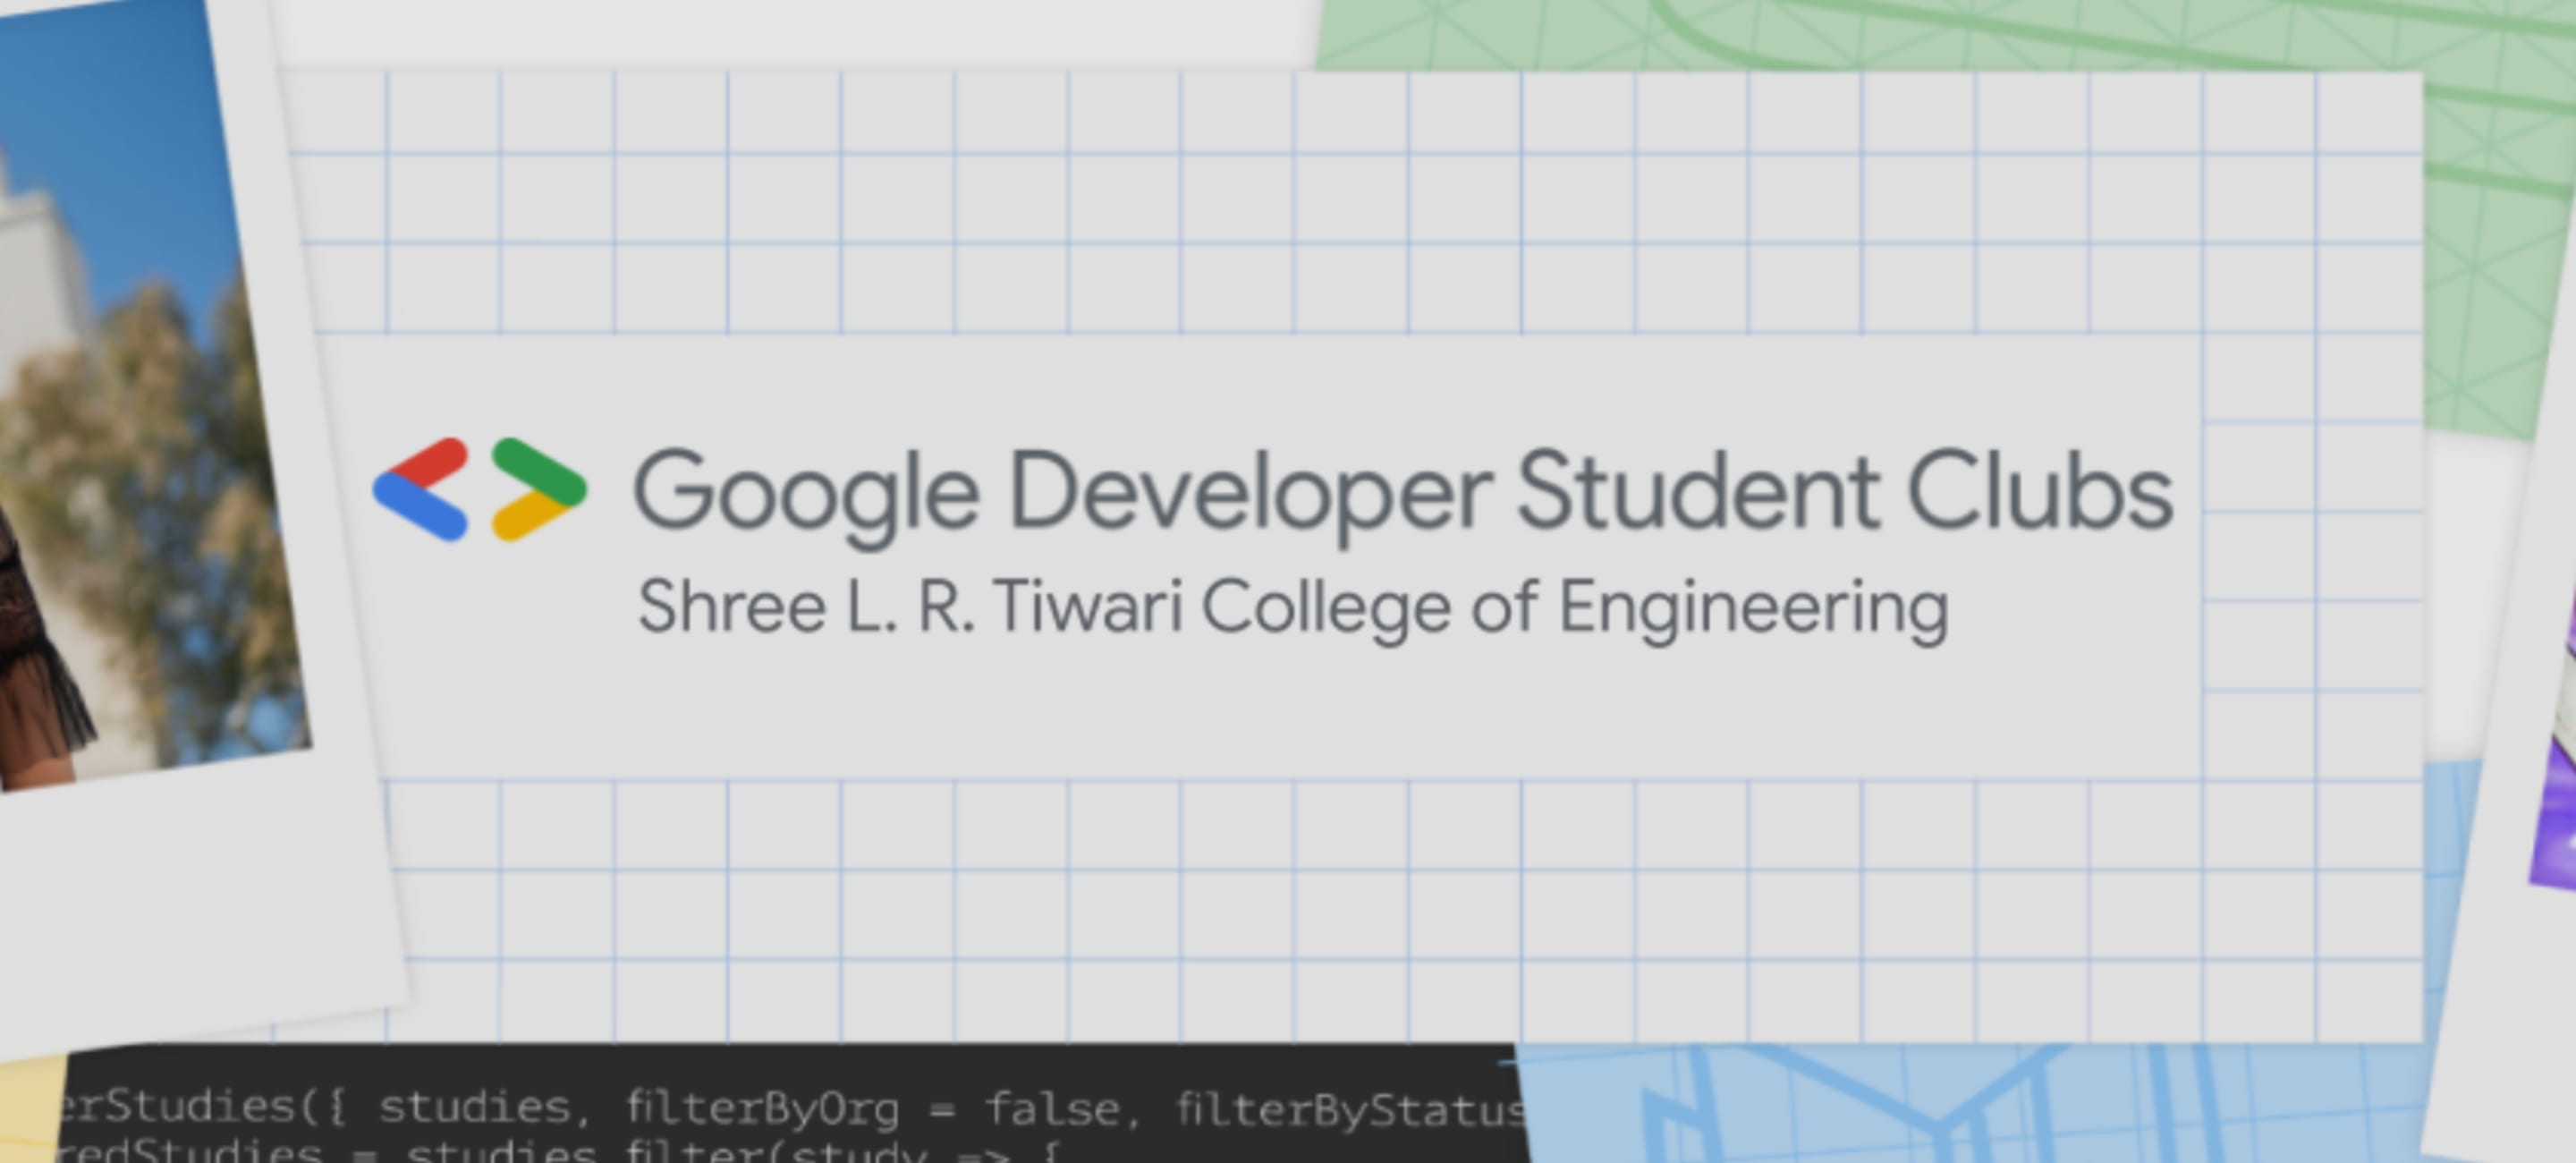 Google Developer Student Clubs
Shree L. R. Tiwari College of Engineering
erStudies({ studies, filterByOrg = false, filterByStatus
redStudies = studies filter(study => {